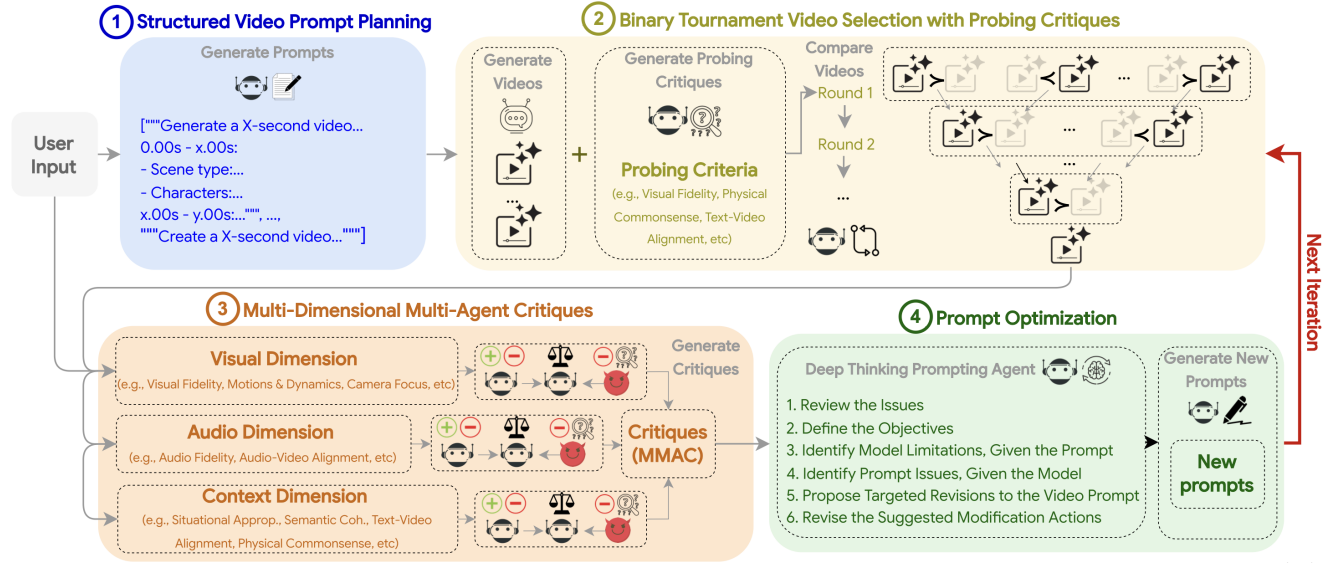 1 Structured Video Prompt Planning
Generate Prompts
["""Generate a X-second video...
0.00s - x.00s:
- Scene type:...
- Characters:...
x.00s - y.00s:...""", ...,
"""Create a X-second video..."""]
User
Input
2 Binary Tournament Video Selection with Probing Critiques
Generate
Videos
...
+
Generate Probing
Critiques
Probing Criteria
(e.g., Visual Fidelity, Physical
Commonsense, Text-Video
Alignment, etc)
Compare
Videos
Round 1
Round 2
...
...
...
...
Next Iteration
3 Multi-Dimensional Multi-Agent Critiques
Visual Dimension
(e.g., Visual Fidelity, Motions & Dynamics, Camera Focus, etc)
Audio Dimension
(e.g., Audio Fidelity, Audio-Video Alignment, etc)
Context Dimension
(e.g., Situational Approp., Semantic Coh., Text-Video
Alignment, Physical Commonsense, etc)
Generate
Critiques
Critiques
(MMAC)
4 Prompt Optimization
Deep Thinking Prompting Agent
1. Review the Issues
2. Define the Objectives
3. Identify Model Limitations, Given the Prompt
4. Identify Prompt Issues, Given the Model
5. Propose Targeted Revisions to the Video Prompt
6. Revise the Suggested Modification Actions
Generate New
Prompts
New
prompts